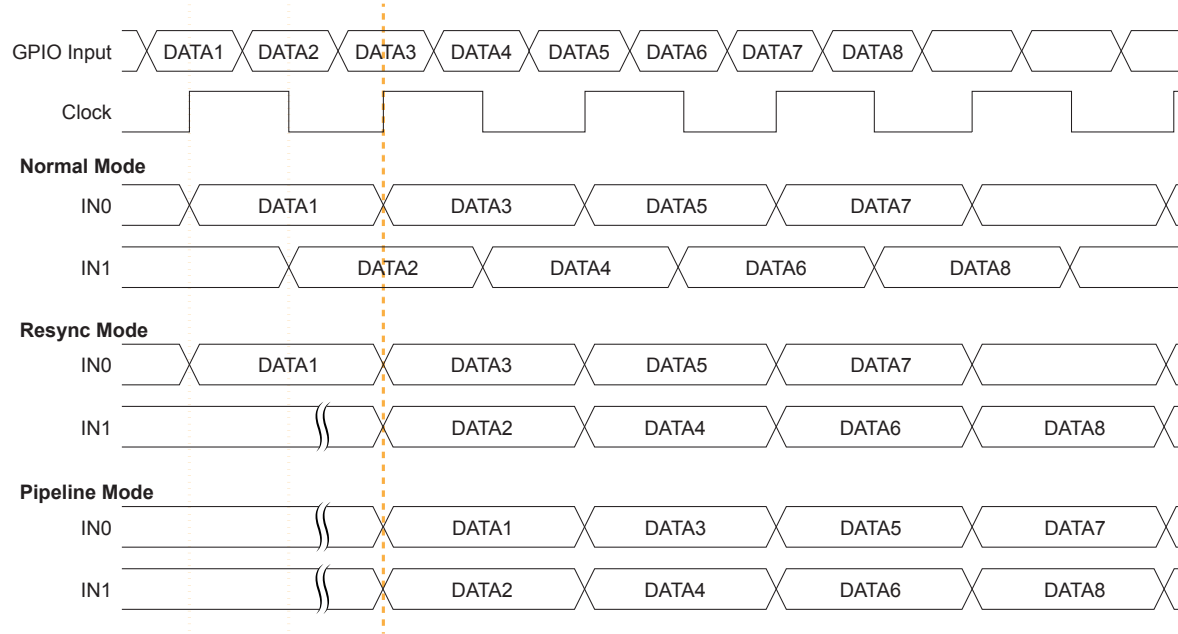 GPIO Input DATA1 DATA2 DATA3 DATA4 DATA5 DATA6 DATA7 DATA8
Clock
Normal Mode
IN0 DATA1 DATA3 DATA5 DATA7
IN1 DATA2 DATA4 DATA6 DATA8
Resync Mode
IN0 DATA1 DATA3 DATA5 DATA7
IN1 DATA2 DATA4 DATA6 DATA8
Pipeline Mode
IN0 DATA1 DATA3 DATA5 DATA7
IN1 DATA2 DATA4 DATA6 DATA8